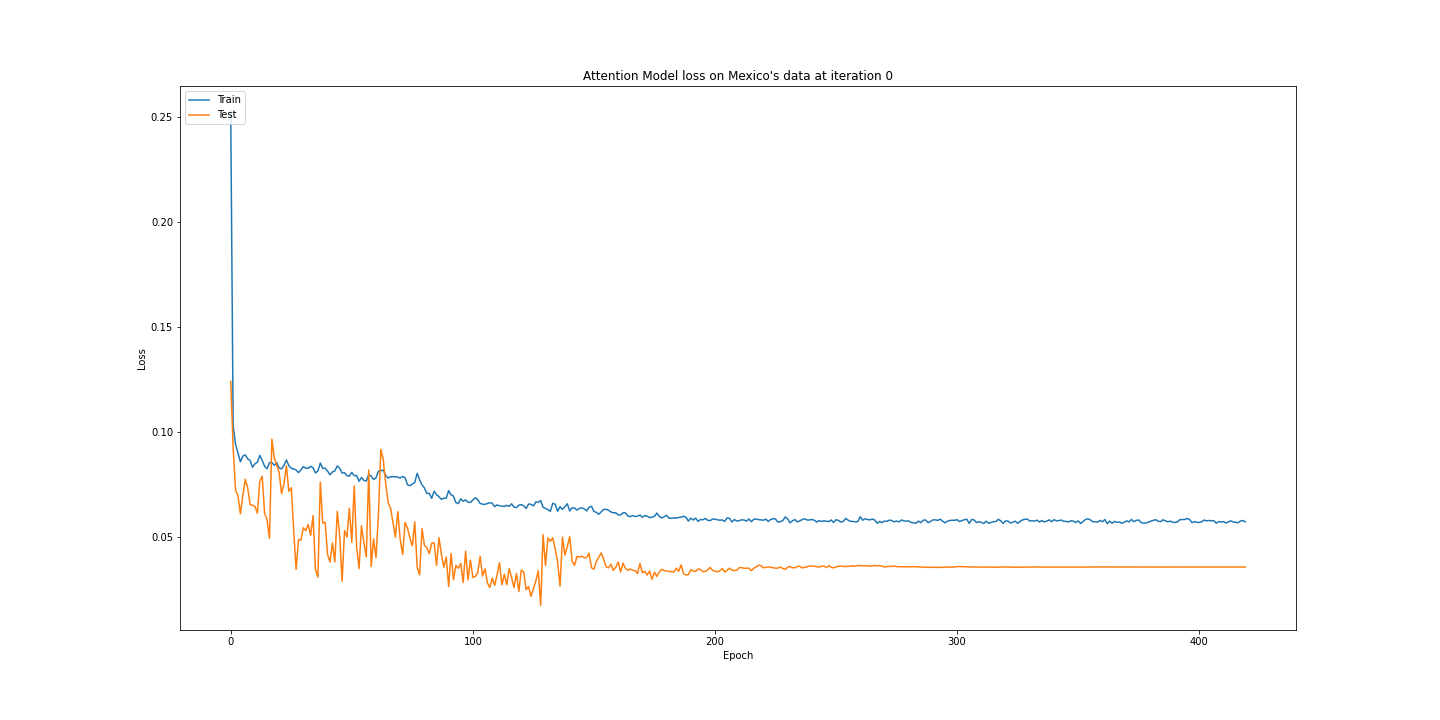 Attention Model loss on Mexico's data at iteration 0
Train
Test
0.25
0.20
0.15
0.10
0.05
Loss
0 100 200 300 400
Epoch